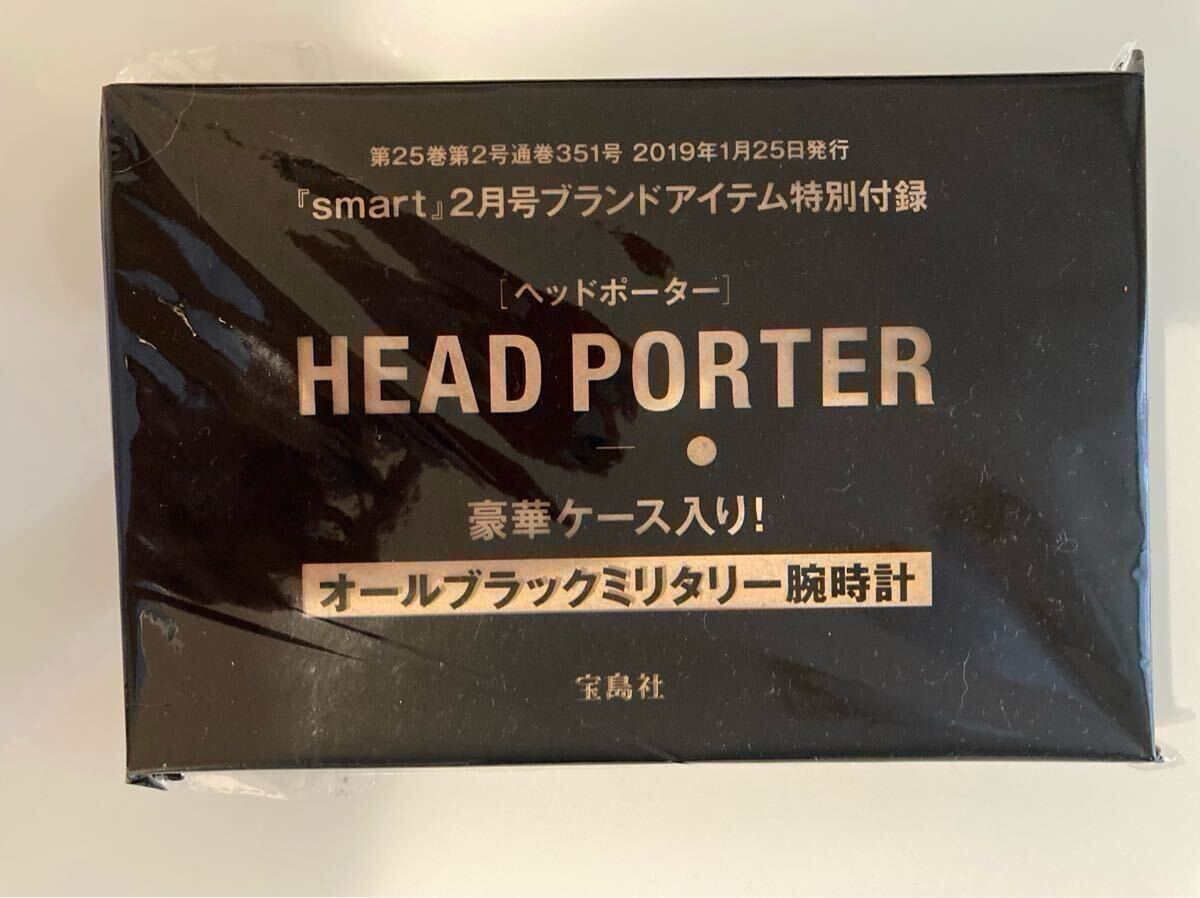 第25巻第2号通巻351号 2019年1月25日発行
『smart』2月号ブランドアイテム特別付録
[ヘッドポーター]
HEAD PORTER
豪華ケース入り!
オールブラックミリタリー腕時計
宝島社